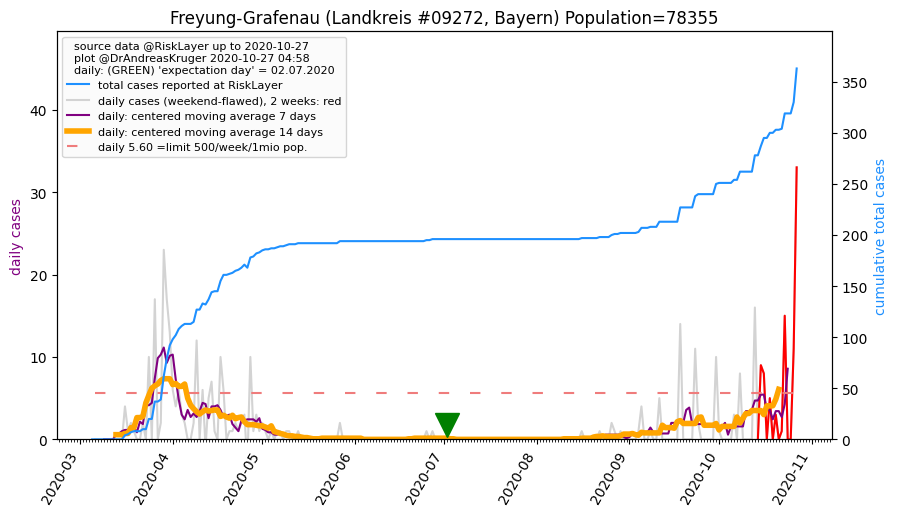 Freyung-Grafenau (Landkreis #09272, Bayern) Population=78355
source data @RiskLayer up to 2020-10-27
plot @DrAndreasKruger 2020-10-27 04:58
daily: (GREEN) 'expectation day' = 02.07.2020
total cases reported at RiskLayer
daily cases (weekend-flawed), 2 weeks: red
daily: centered moving average 7 days
daily: centered moving average 14 days
daily 5.60 =limit 500/week/1mio pop.
daily cases
40
30
20
10
0
cumulative total cases
350
300
250
200
150
100
50
0
2020-03
2020-04
2020-05
2020-06
2020-07
2020-08
2020-09
2020-10
2020-11